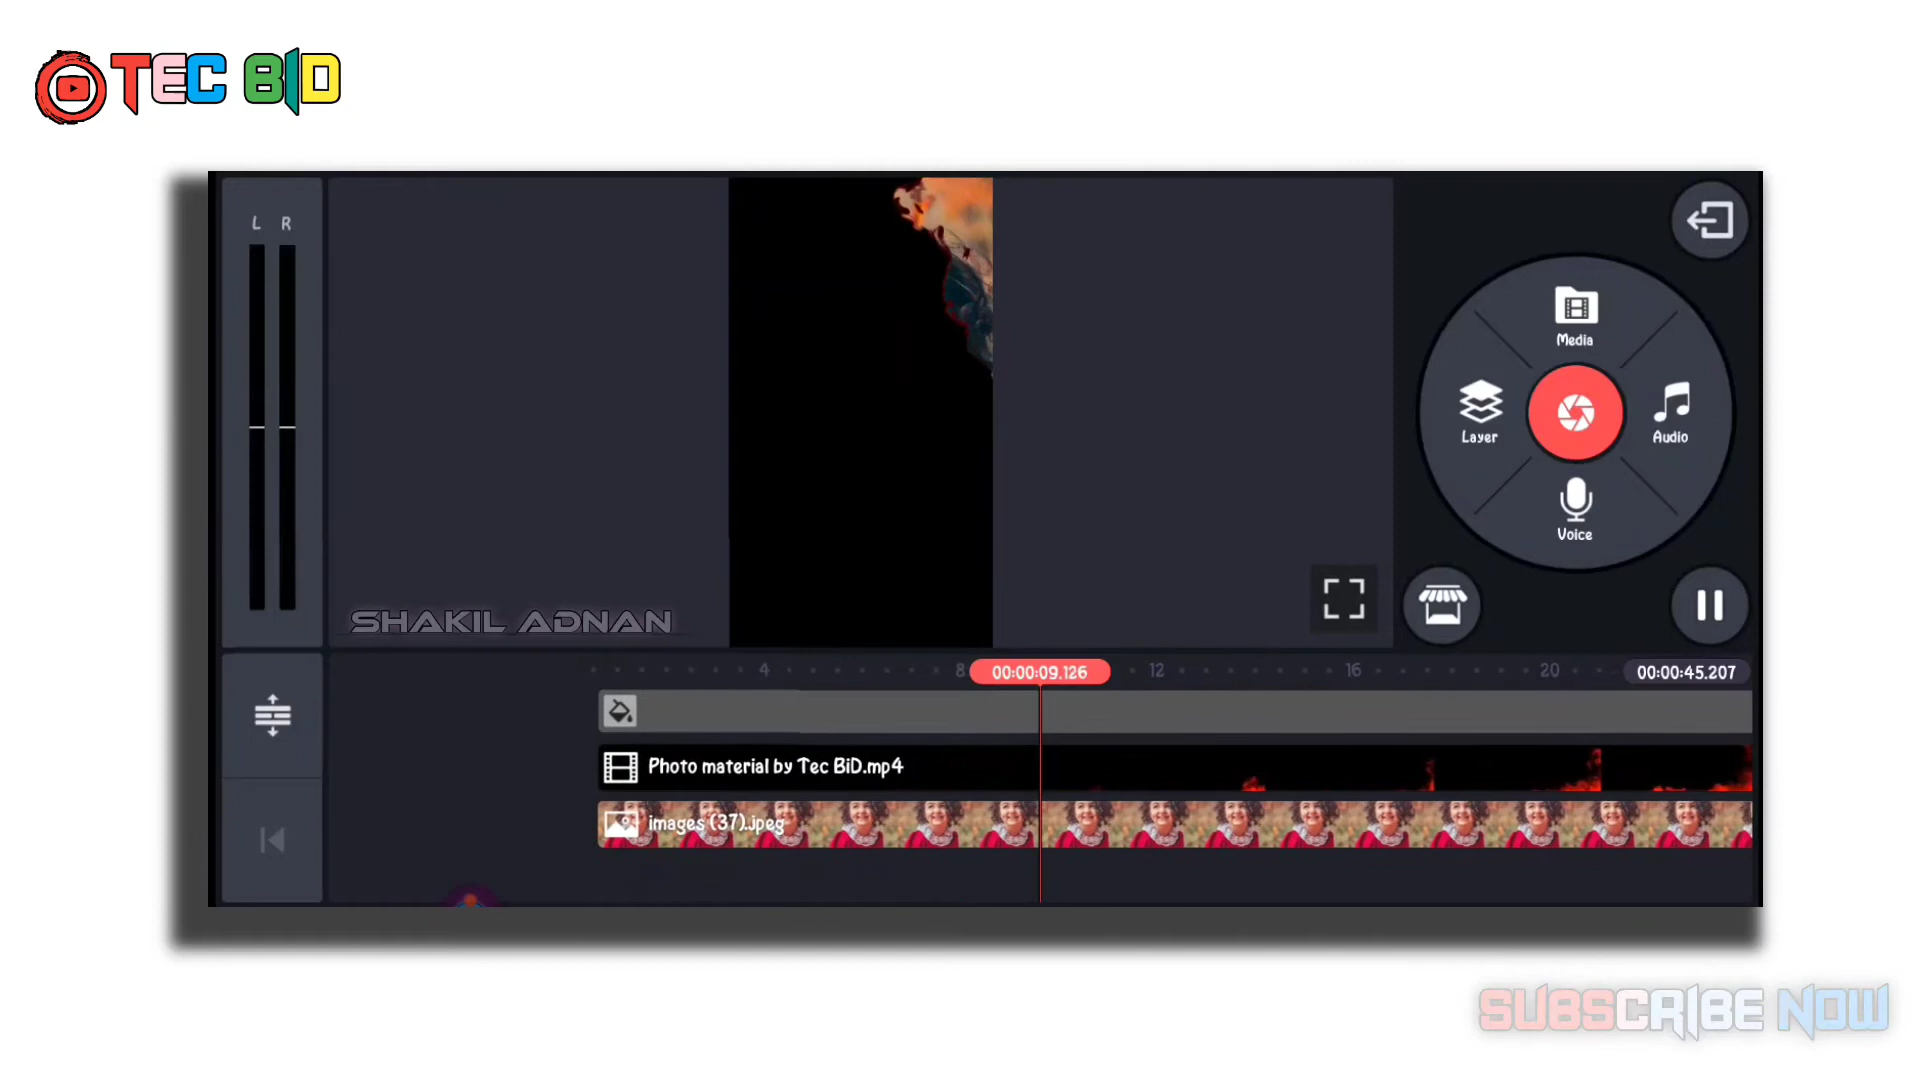 TEC BID
L R
Media
Layer
Audio
Voice
SHAKIL ADNAN
4
8
00:00:09.126
12
16
20
00:00:45.207
Photo material by Tec BiD.mp4
images (37).jpeg
SUBSCRIBE NOW